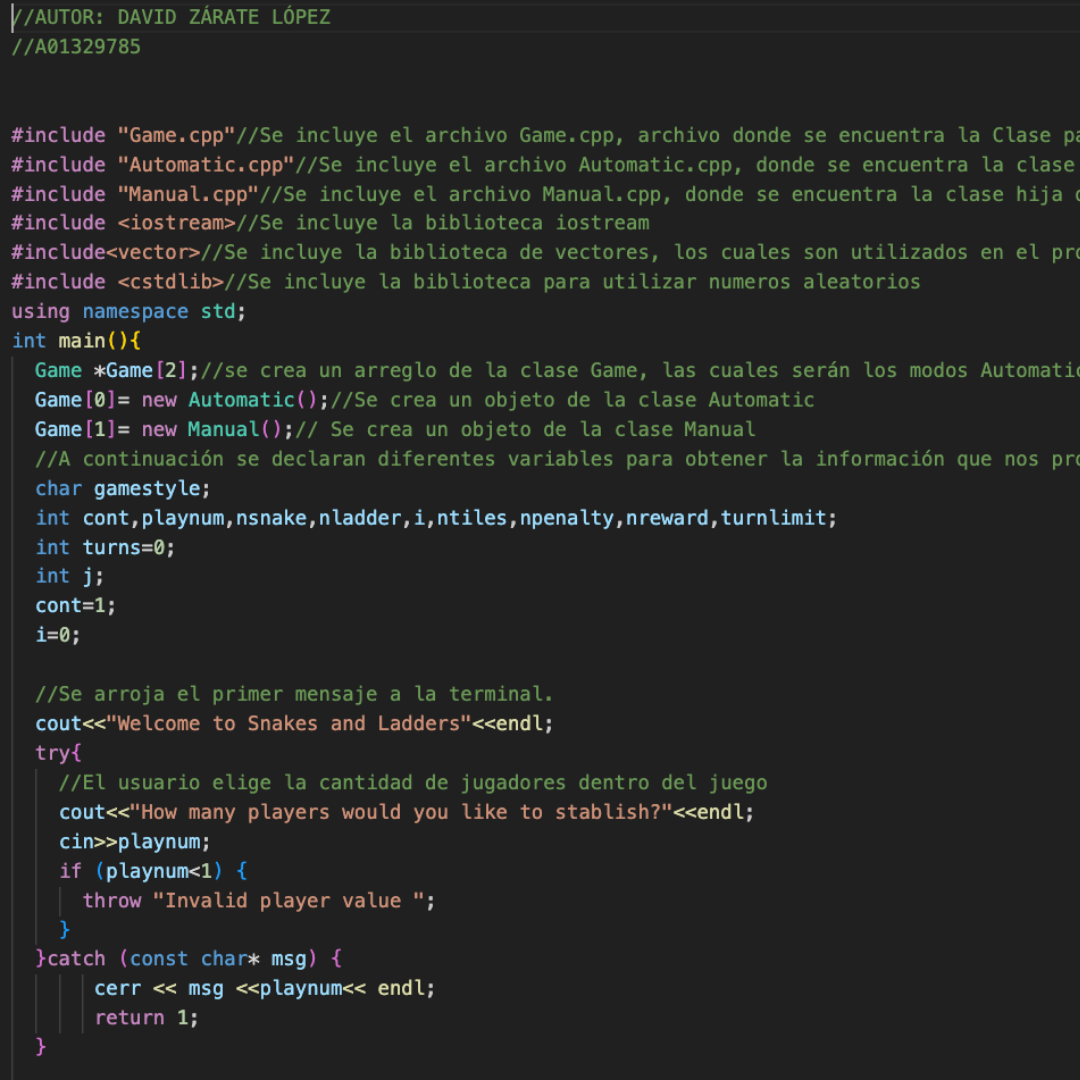 //AUTOR: DAVID ZÁRATE LÓPEZ
//A01329785
#include "Game.cpp"//Se incluye el archivo Game.cpp, archivo donde se encuentra la Clase
#include "Automatic.cpp"//Se incluye el archivo Automatic.cpp, donde se encuentra la clase
#include "Manual.cpp"//Se incluye el archivo Manual.cpp, donde se encuentra la clase hija
#include <iostream>//Se incluye la biblioteca iostream
#include<vector>//Se incluye la biblioteca de vectores, los cuales son utilizados en el
#include <cstdlib>//Se incluye la biblioteca para utilizar numeros aleatorios
using namespace std;
int main(){
  Game *Game[2];//se crea un arreglo de la clase Game, las cuales serán los modos
  Game[0]= new Automatic();//Se crea un objeto de la clase Automatic
  Game[1]= new Manual();// Se crea un objeto de la clase Manual
  //A continuación se declaran diferentes variables para obtener la información que nos
  char gamestyle;
  int cont,playnum,nsnake,nladder,i,ntiles,npenalty,nreward,turnlimit;
  int turns=0;
  int j;
  cont=1;
  i=0;
  //Se arroja el primer mensaje a la terminal.
  cout<<"Welcome to Snakes and Ladders"<<endl;
  try{
    //El usuario elige la cantidad de jugadores dentro del juego
    cout<<"How many players would you like to stablish?"<<endl;
    cin>>playnum;
    if (playnum<1) {
      throw "Invalid player value ";
    }
  }catch (const char* msg) {
       cerr << msg <<playnum<< endl;
       return 1;
  }